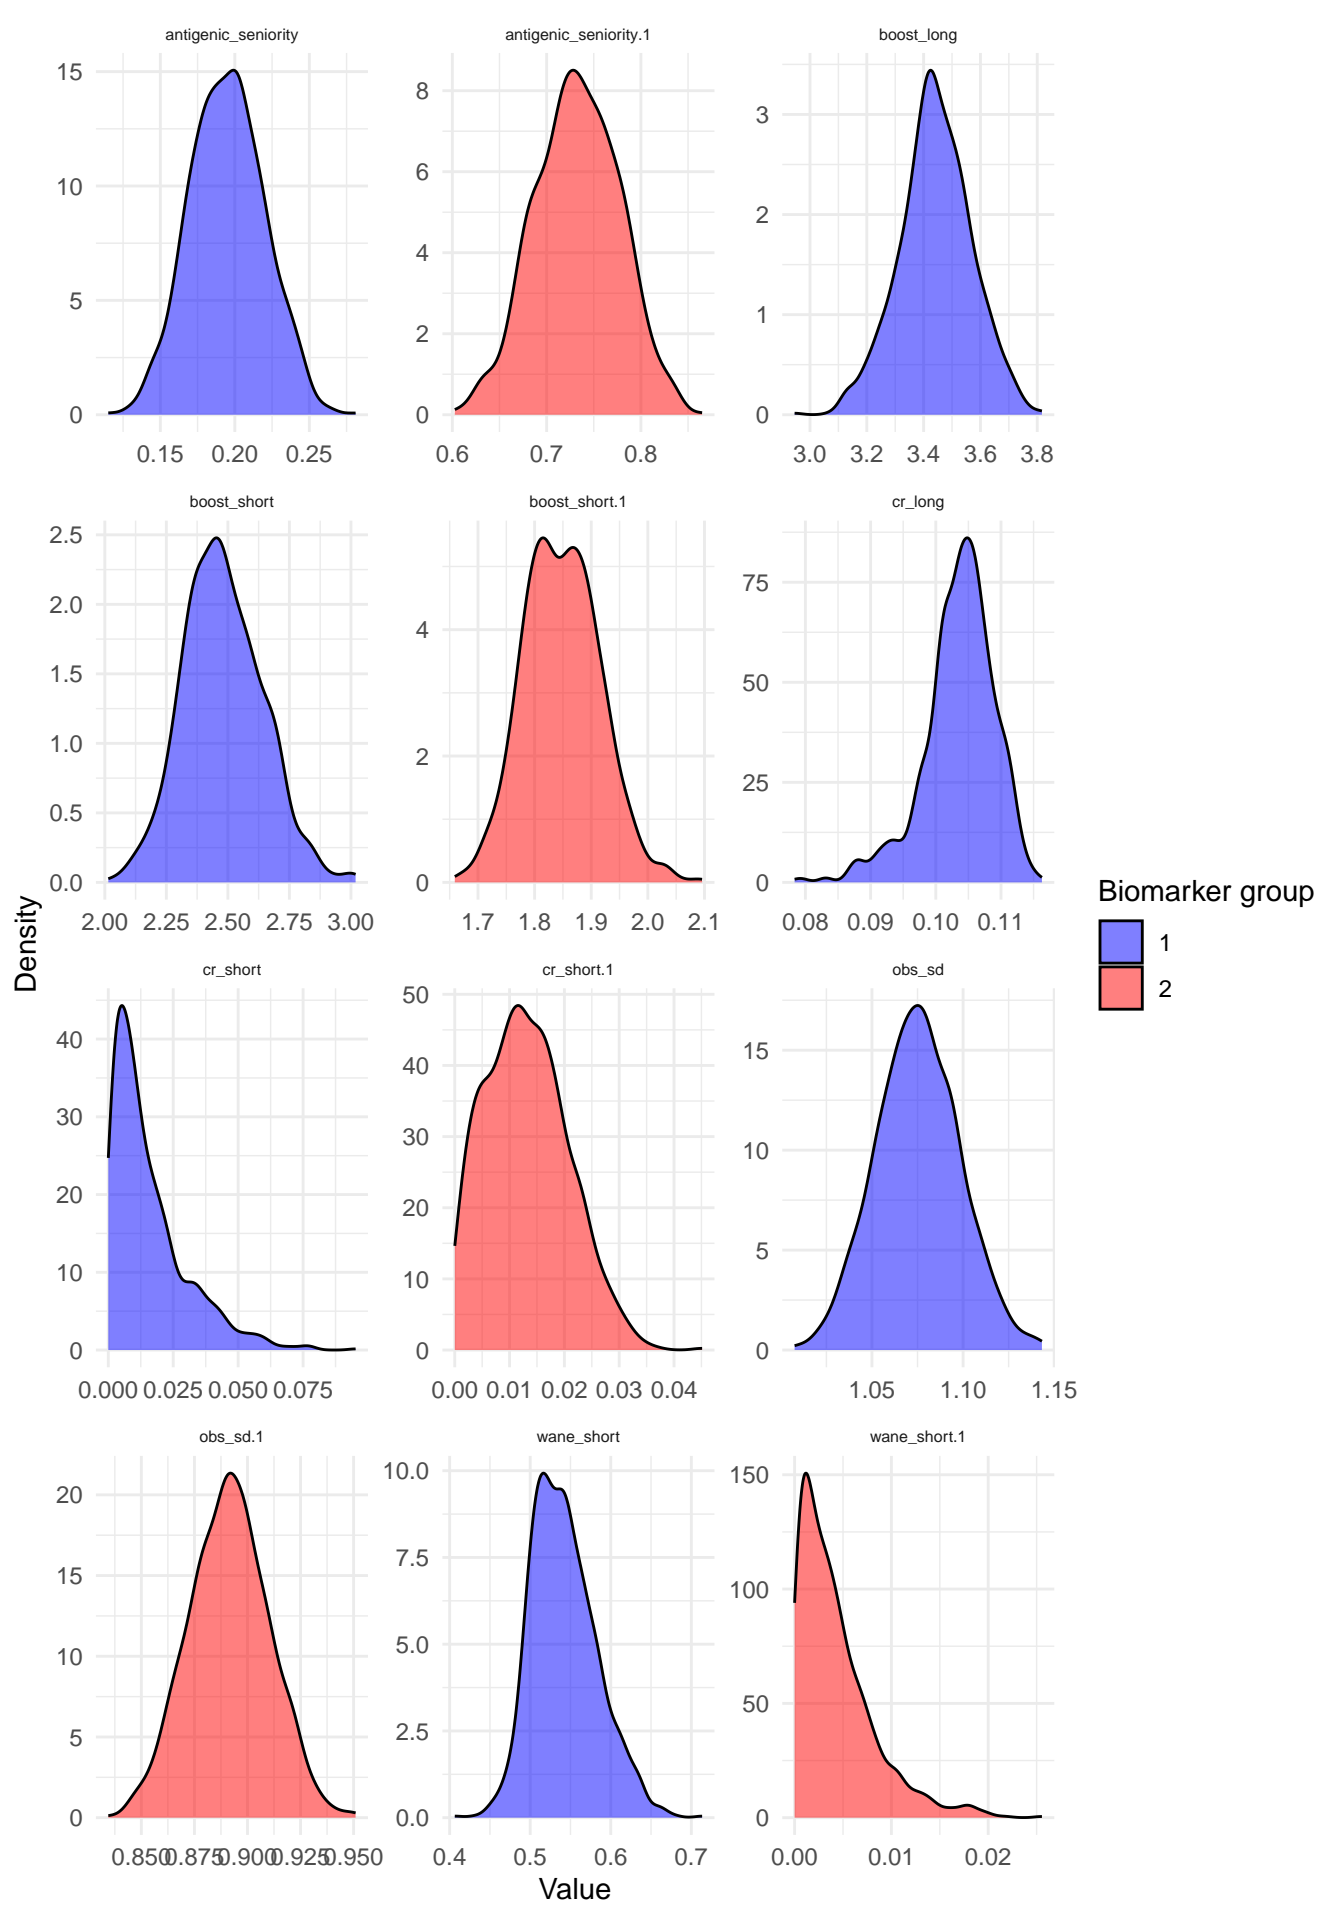 antigenic_seniority
antigenic_seniority.1
boost_long
15
10
5
0
0.15 0.20 0.25
8
6
4
2
0
0.6 0.7 0.8
3
2
1
0
3.0 3.2 3.4 3.6 3.8
boost_short
boost_short.1
cr_long
2.5
2.0
1.5
1.0
0.5
0.0
2.00 2.25 2.50 2.75 3.00
4
2
0
1.7 1.8 1.9 2.0 2.1
75
50
25
0
0.08 0.09 0.10 0.11
cr_short
cr_short.1
obs_sd
40
30
20
10
0
0.000 0.025 0.050 0.075
50
40
30
20
10
0
0.00 0.01 0.02 0.03 0.04
15
10
5
0
1.05 1.10 1.15
obs_sd.1
wane_short
wane_short.1
20
15
10
5
0
0.850 0.875 0.900 0.925 0.950
10.0
7.5
5.0
2.5
0.0
0.4 0.5 0.6 0.7
150
100
50
0
0.00 0.01 0.02
Density
Value
Biomarker group
1
2